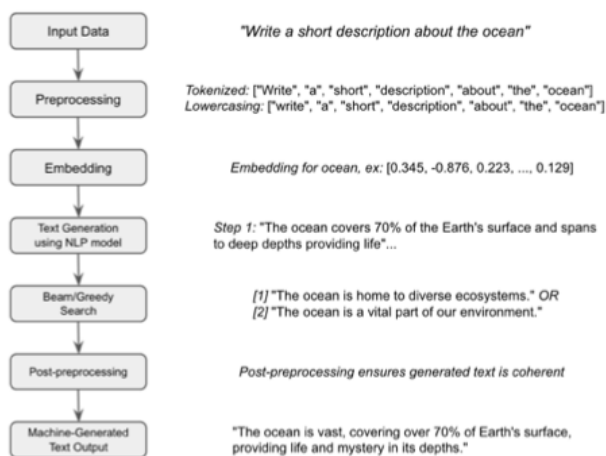 Input Data
"Write a short description about the ocean"
Preprocessing
Tokenized: ["Write", "a", "short", "description", "about", "the", "ocean"]
Lowercasing: ["write", "a", "short", "description", "about", "the", "ocean"]
Embedding
Embedding for ocean, ex: [0.345, -0.876, 0.223, ..., 0.129]
Text Generation
using NLP model
Step 1: "The ocean covers 70% of the Earth's surface and spans
to deep depths providing life"...
Beam/Greedy
Search
[1] "The ocean is home to diverse ecosystems." OR
[2] "The ocean is a vital part of our environment."
Post-preprocessing
Post-preprocessing ensures generated text is coherent
Machine-Generated
Text Output
"The ocean is vast, covering over 70% of Earth's surface,
providing life and mystery in its depths."